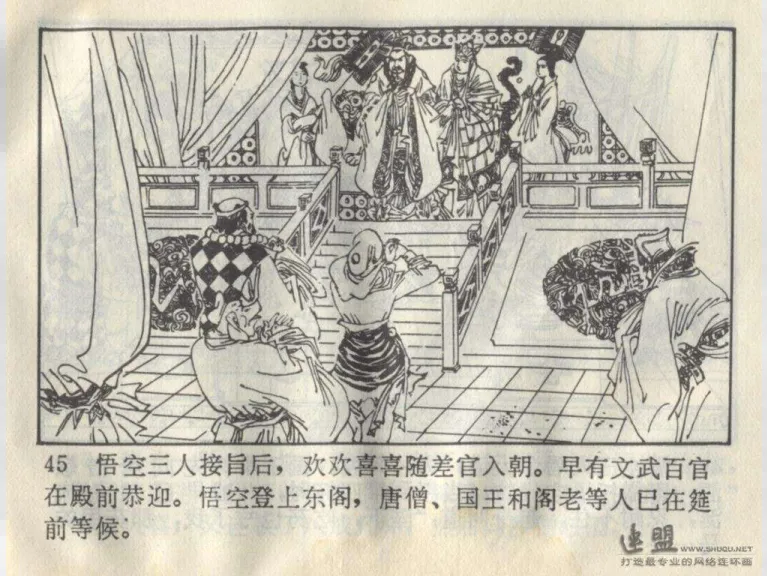 45 悟空三人接旨后，欢欢喜喜随差官入朝。早有文武百官
在殿前恭迎。悟空登上东阁，唐僧、国王和阁老等人已在筵
前等候。
连盟 WWW.SHUQU.NET
打造最专业的网络连环画